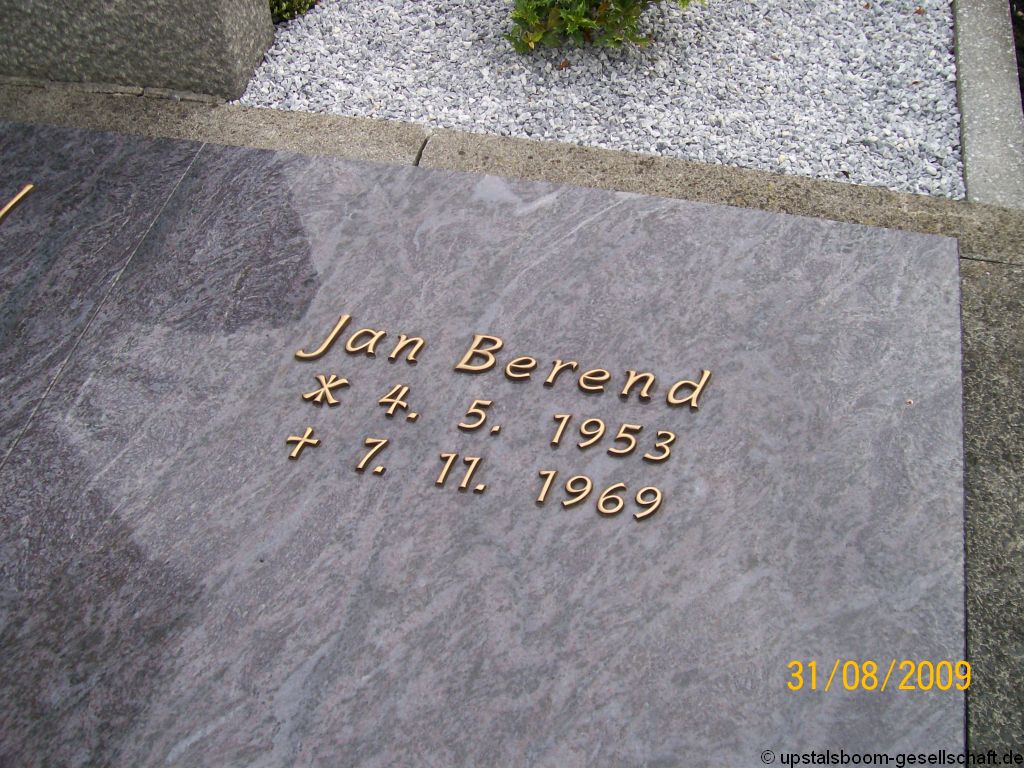 Jan Berend
* 4. 5. 1953
† 7. 11. 1969
31/08/2009
© upstalsboom-gesellschaft.de